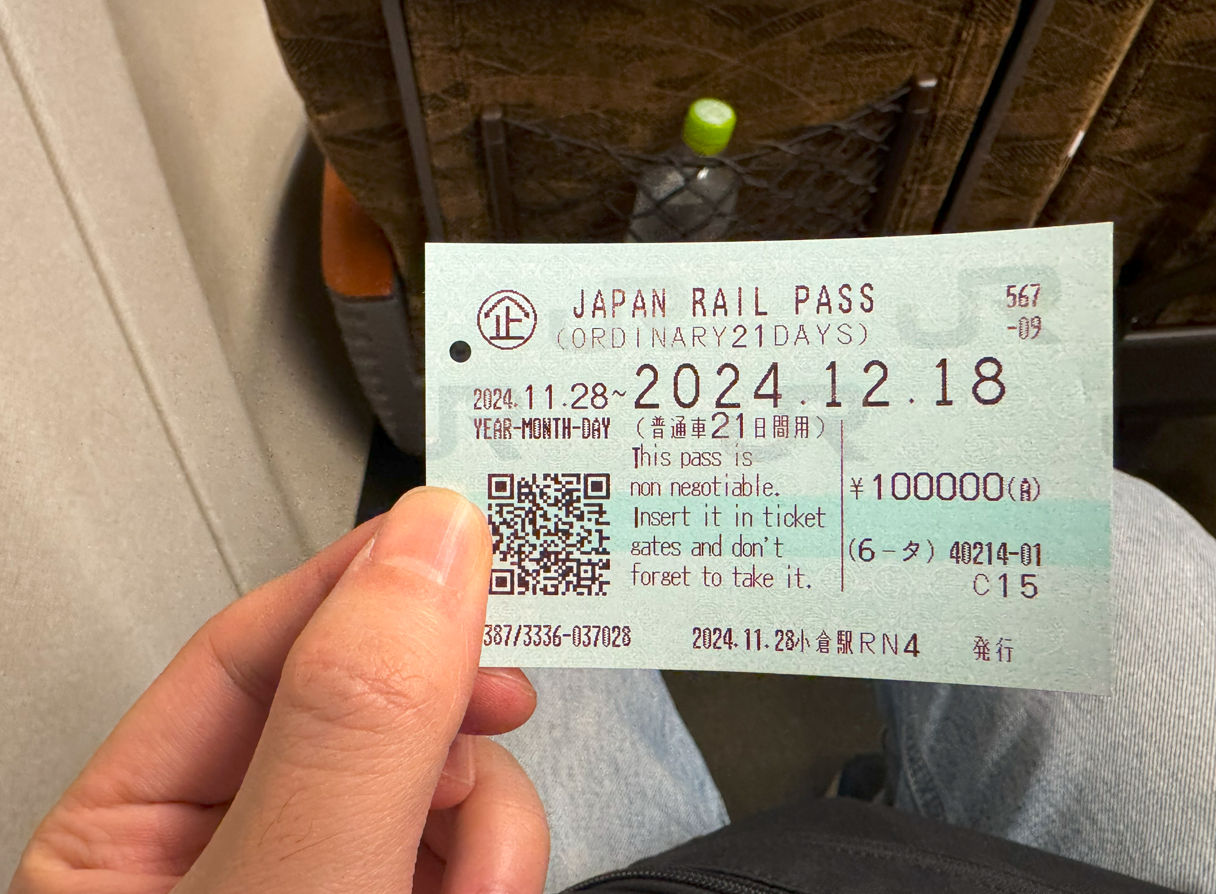 企 JAPAN RAIL PASS 567
(ORDINARY21DAYS) -09
2024.11.28~2024.12.18
YEAR-MONTH-DAY (普通車21日間用)
This pass is
non negotiable. ¥100000(A)
Insert it in ticket
gates and don't (6-タ) 40214-01
forget to take it. C15
387/3336-037028 2024.11.28小倉駅RN4 発行